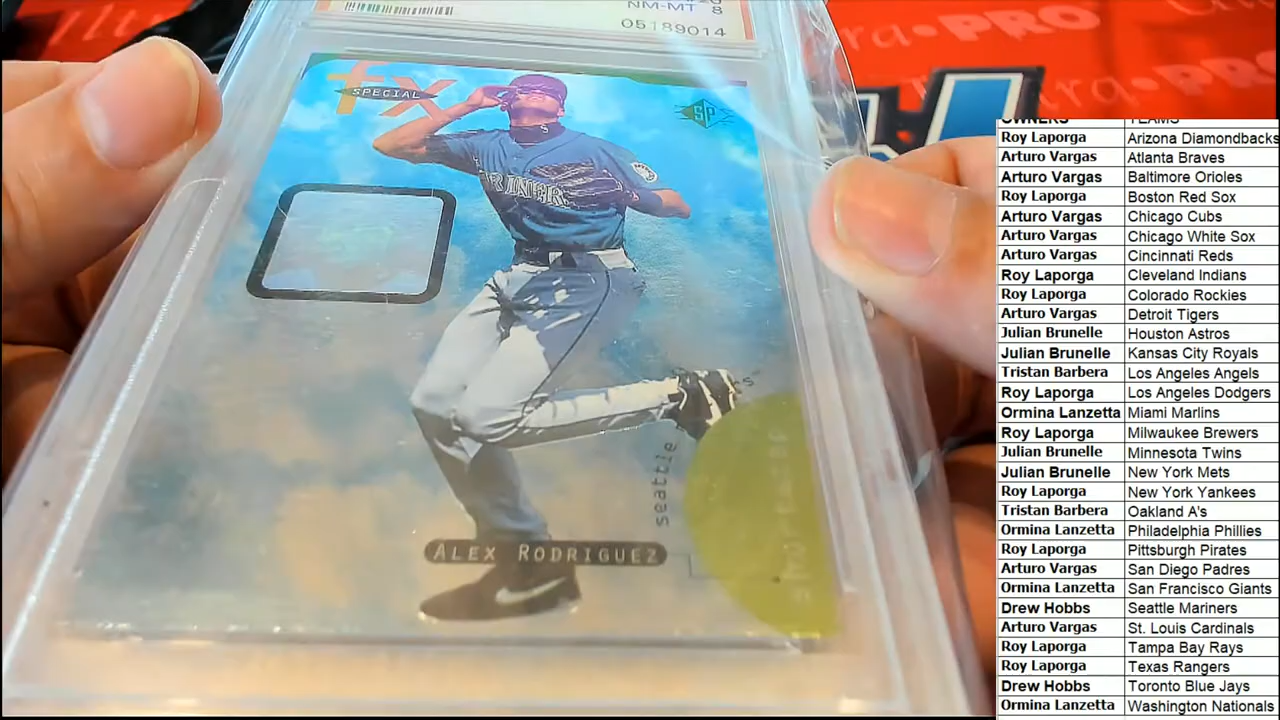 NM-MT 8
05189014
fx
SPECIAL
SP
S
RINER
seattle
ALEX RODRIGUEZ
PRO
OWNERS TEAMS
Roy Laporga Arizona Diamondbacks
Arturo Vargas Atlanta Braves
Arturo Vargas Baltimore Orioles
Roy Laporga Boston Red Sox
Arturo Vargas Chicago Cubs
Arturo Vargas Chicago White Sox
Arturo Vargas Cincinnati Reds
Roy Laporga Cleveland Indians
Roy Laporga Colorado Rockies
Arturo Vargas Detroit Tigers
Julian Brunelle Houston Astros
Julian Brunelle Kansas City Royals
Tristan Barbera Los Angeles Angels
Roy Laporga Los Angeles Dodgers
Ormina Lanzetta Miami Marlins
Roy Laporga Milwaukee Brewers
Julian Brunelle Minnesota Twins
Julian Brunelle New York Mets
Roy Laporga New York Yankees
Tristan Barbera Oakland A's
Ormina Lanzetta Philadelphia Phillies
Roy Laporga Pittsburgh Pirates
Arturo Vargas San Diego Padres
Ormina Lanzetta San Francisco Giants
Drew Hobbs Seattle Mariners
Arturo Vargas St. Louis Cardinals
Roy Laporga Tampa Bay Rays
Roy Laporga Texas Rangers
Drew Hobbs Toronto Blue Jays
Ormina Lanzetta Washington Nationals